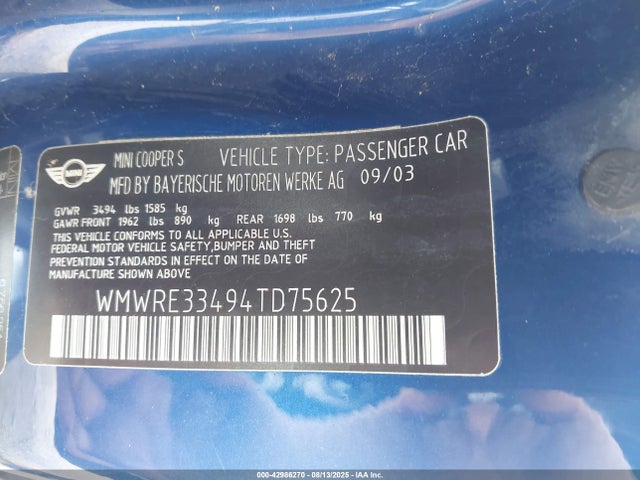 MINI
MINI COOPER S VEHICLE TYPE: PASSENGER CAR
MFD BY BAYERISCHE MOTOREN WERKE AG 09/03
GVWR 3494 lbs 1585 kg
GAWR FRONT 1962 lbs 890 kg REAR 1698 lbs 770 kg
THIS VEHICLE CONFORMS TO ALL APPLICABLE U.S.
FEDERAL MOTOR VEHICLE SAFETY,BUMPER AND THEFT
PREVENTION STANDARDS IN EFFECT ON THE DATE OF
MANUFACTURE SHOWN ABOVE.
WMWRE33494TD75625
000-42986270 - 08/13/2025 - © IAA Inc.